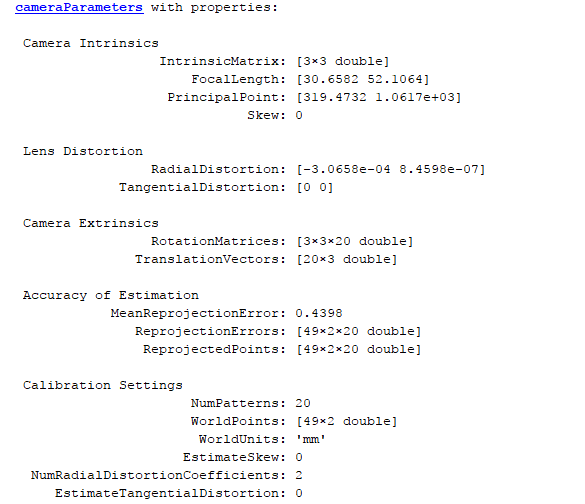 cameraParameters with properties:
Camera Intrinsics
IntrinsicMatrix: [3×3 double]
FocalLength: [30.6582 52.1064]
PrincipalPoint: [319.4732 1.0617e+03]
Skew: 0
Lens Distortion
RadialDistortion: [-3.0658e-04 8.4598e-07]
TangentialDistortion: [0 0]
Camera Extrinsics
RotationMatrices: [3×3×20 double]
TranslationVectors: [20×3 double]
Accuracy of Estimation
MeanReprojectionError: 0.4398
ReprojectionErrors: [49×2×20 double]
ReprojectedPoints: [49×2×20 double]
Calibration Settings
NumPatterns: 20
WorldPoints: [49×2 double]
WorldUnits: 'mm'
EstimateSkew: 0
NumRadialDistortionCoefficients: 2
EstimateTangentialDistortion: 0